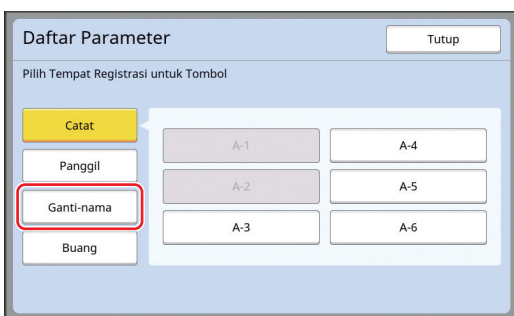 Daftar Parameter
Tutup
Pilih Tempat Registrasi untuk Tombol
Catat
Panggil
Ganti-nama
Buang
A-1
A-4
A-2
A-5
A-3
A-6